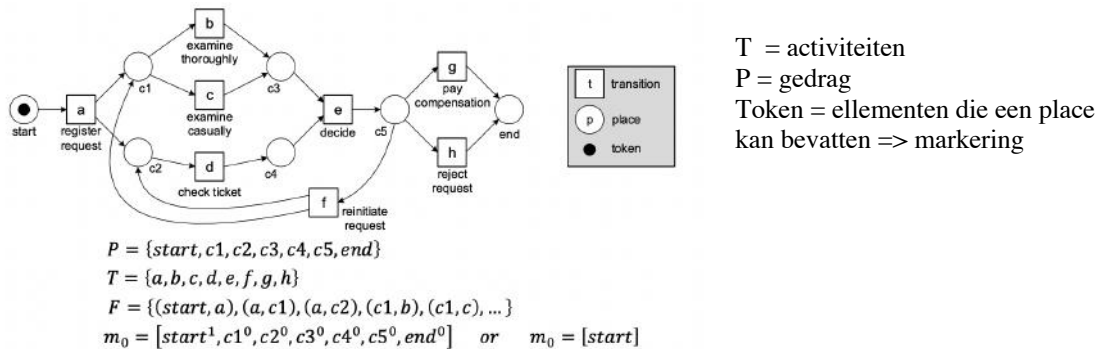 b
examine
thoroughly
c1
c
examine
casually
c3
start
a
register
request
c2
d
check ticket
c4
e
decide
c5
g
pay
compensation
h
reject
request
end
f
reinitiate
request
t transition
p place
token
T = activiteiten
P = gedrag
Token = ellementen die een place
kan bevatten => markering
P = {start, c1, c2, c3, c4, c5, end}
T = {a, b, c, d, e, f, g, h}
F = {(start, a), (a, c1), (a, c2), (c1, b), (c1, c), ... }
m₀ = [start¹, c1⁰, c2⁰, c3⁰, c4⁰, c5⁰, end⁰] or m₀ = [start]